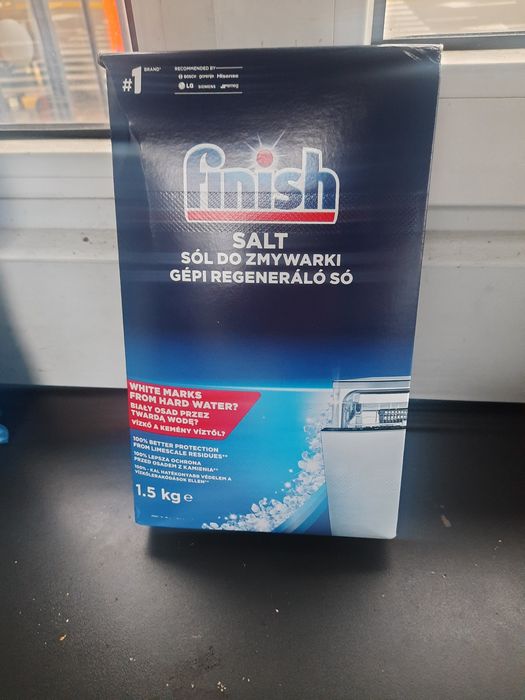 #1 BRAND*
RECOMMENDED BY
BOSCH gorenje Hisense
LG SIEMENS smeg
finish
SALT
SÓL DO ZMYWARKI
GÉPI REGENERÁLÓ SÓ
WHITE MARKS
FROM HARD WATER?
BIAŁY OSAD PRZEZ
TWARDĄ WODĘ?
VÍZKŐ A KEMÉNY VÍZTŐL?
100% BETTER PROTECTION
FROM LIMESCALE RESIDUES**
100% LEPSZA OCHRONA
PRZED OSADEM Z KAMIENIA**
100%-KAL HATÉKONYABB VÉDELEM A
VÍZKŐLERAKÓDÁSOK ELLEN**
1.5 kg e